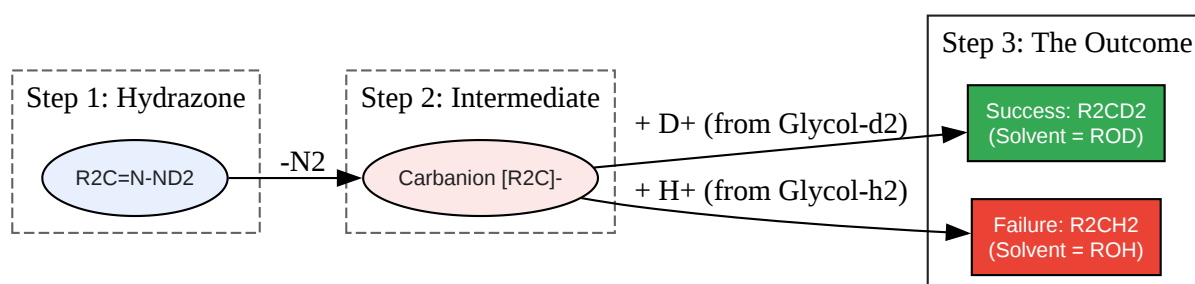 Step 1: Hydrazone
R2C=N-ND2
-N2
Step 2: Intermediate
Carbanion [R2C]-
+ D+ (from Glycol-d2)
+ H+ (from Glycol-h2)
Step 3: The Outcome
Success: R2CD2
(Solvent = ROD)
Failure: R2CH2
(Solvent = ROH)